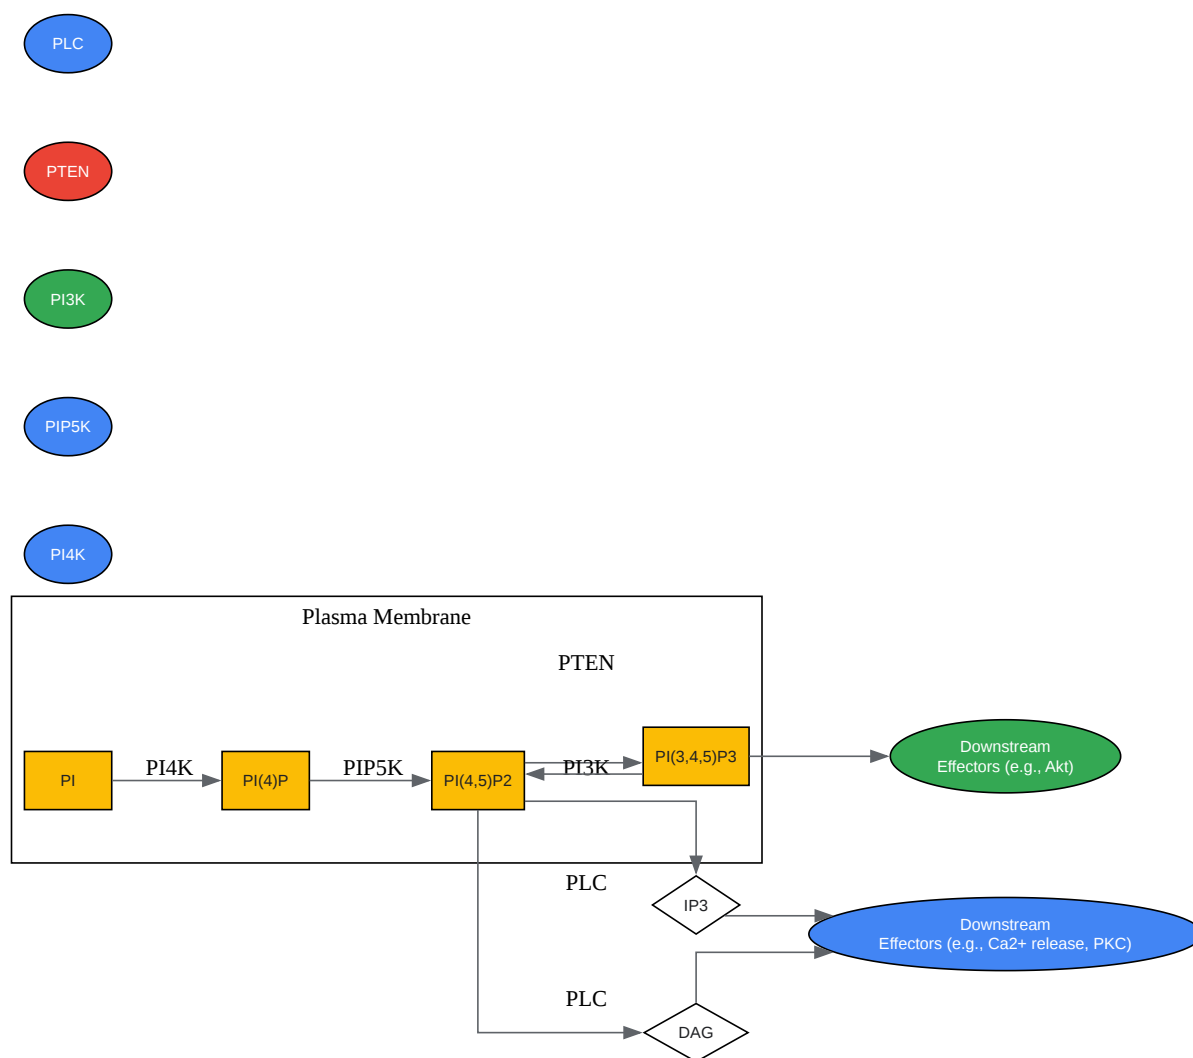 PLC
PTEN
PI3K
PIP5K
PI4K
Plasma Membrane
PTEN
PI
PI4K
PI(4)P
PIP5K
PI(4,5)P2
PI3K
PI(3,4,5)P3
Downstream
Effectors (e.g., Akt)
PLC
IP3
Downstream
Effectors (e.g., Ca2+ release, PKC)
PLC
DAG